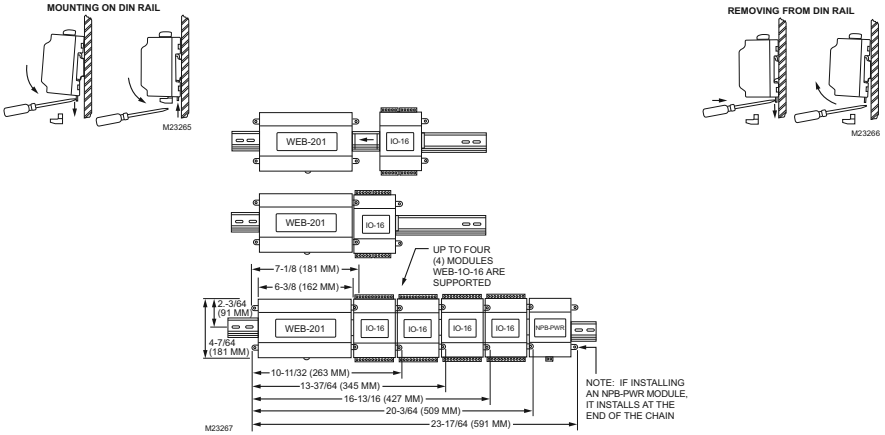 MOUNTING ON DIN RAIL
M23265
REMOVING FROM DIN RAIL
M23266
WEB-201
IO-16
WEB-201
IO-16
UP TO FOUR
(4) MODULES
WEB-1O-16 ARE
SUPPORTED
7-1/8 (181 MM)
6-3/8 (162 MM)
2.-3/64
(91 MM)
4-7/64
(181 MM)
WEB-201
IO-16
IO-16
IO-16
IO-16
NPB-PWR
10-11/32 (263 MM)
13-37/64 (345 MM)
16-13/16 (427 MM)
20-3/64 (509 MM)
23-17/64 (591 MM)
NOTE: IF INSTALLING
AN NPB-PWR MODULE,
IT INSTALLS AT THE
END OF THE CHAIN
M23267